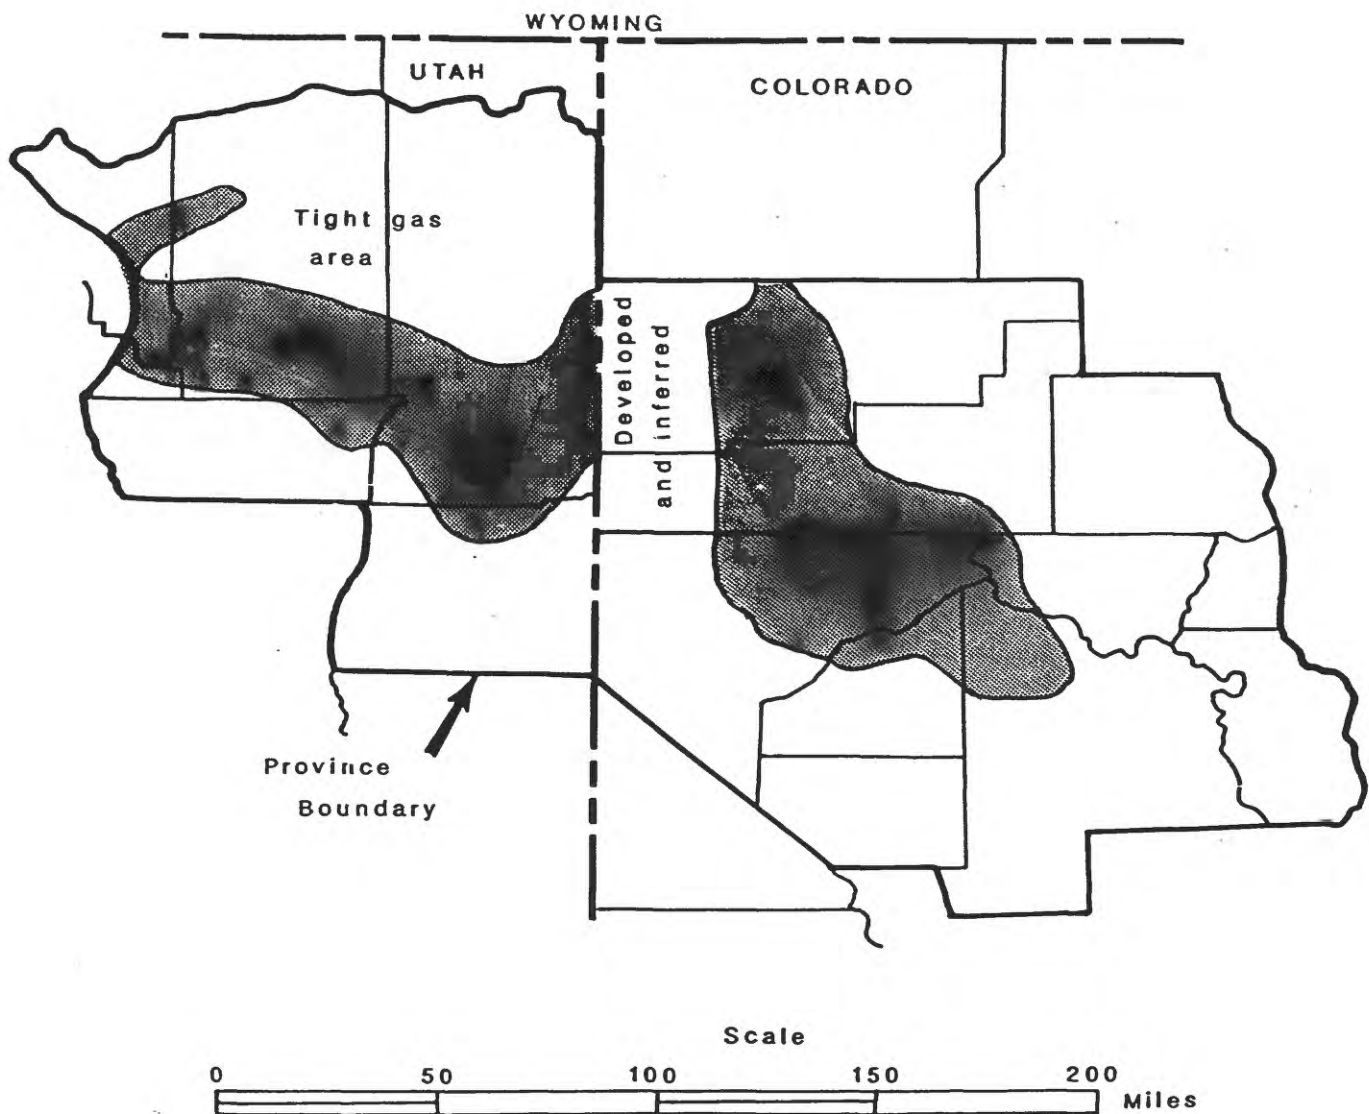 WYOMING
UTAH
COLORADO
Tight gas
area
Developed
and inferred
Province
Boundary
Scale
0 50 100 150 200
Miles